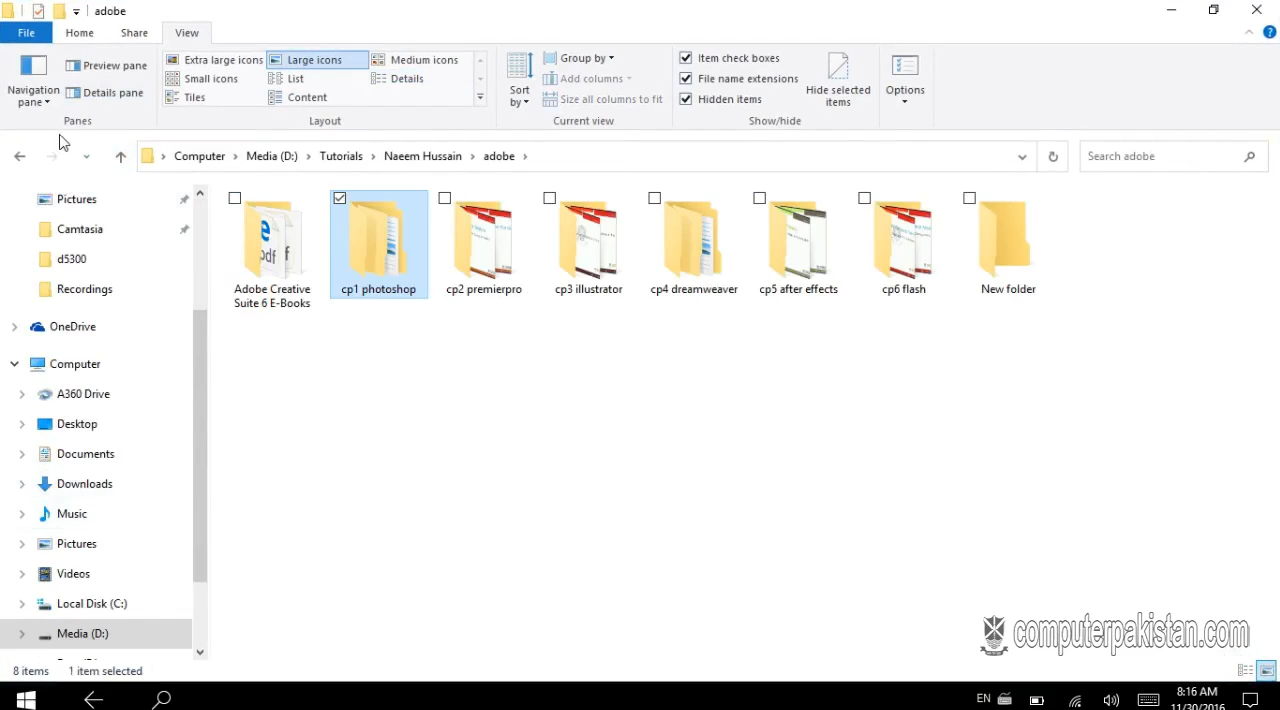 adobe
File Home Share View
Navigation pane
Preview pane
Details pane
Panes
Extra large icons Large icons Medium icons
Small icons List Details
Tiles Content
Layout
Sort by
Group by
Add columns
Size all columns to fit
Current view
Item check boxes
File name extensions
Hidden items
Hide selected items
Show/hide
Options
Computer Media (D:) Tutorials Naeem Hussain adobe
Search adobe
Pictures
Camtasia
d5300
Recordings
OneDrive
Computer
A360 Drive
Desktop
Documents
Downloads
Music
Pictures
Videos
Local Disk (C:)
Media (D:)
pdf
Adobe Creative
Suite 6 E-Books
cp1 photoshop
cp2 premierpro
cp3 illustrator
cp4 dreamweaver
cp5 after effects
cp6 flash
New folder
computerpakistan.com
8 items 1 item selected
EN
8:16 AM
11/30/2016